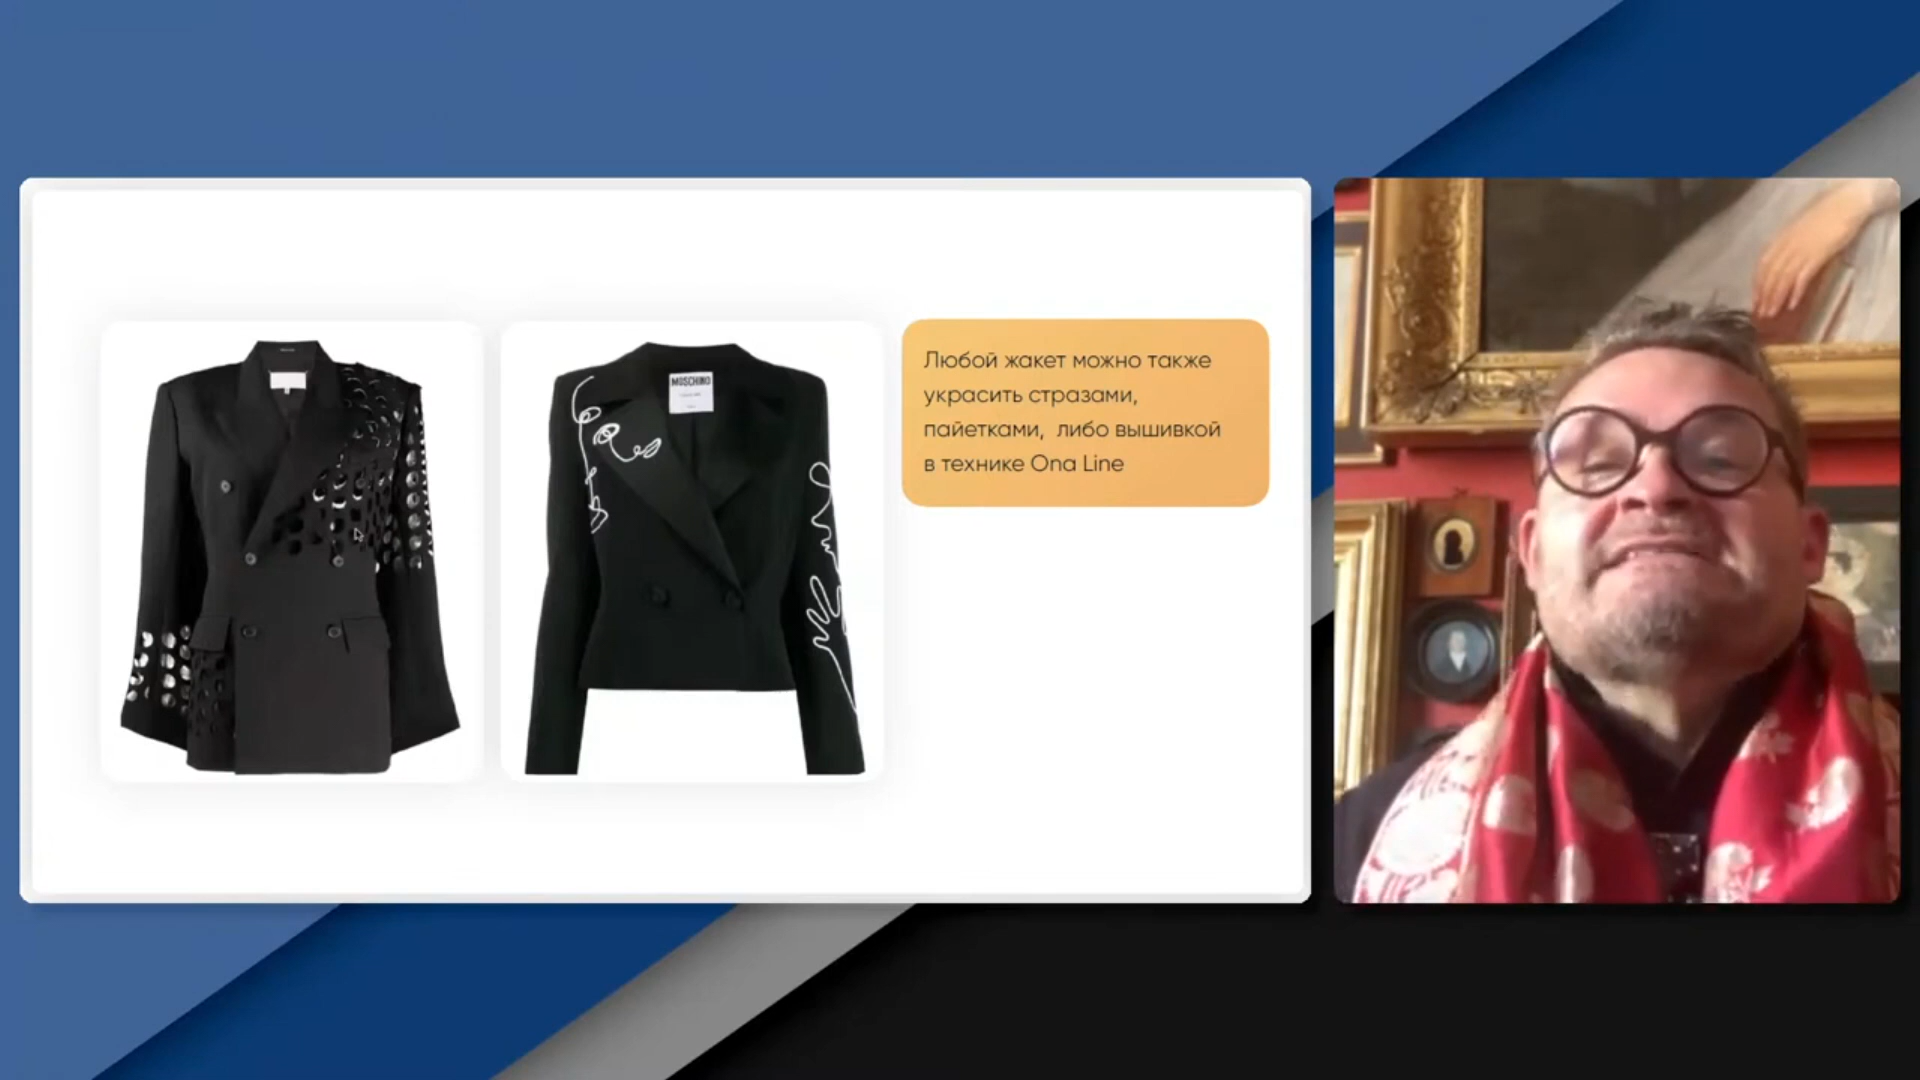 MOSCHINO
Любой жакет можно также
украсить стразами,
пайетками, либо вышивкой
в технике Ona Line